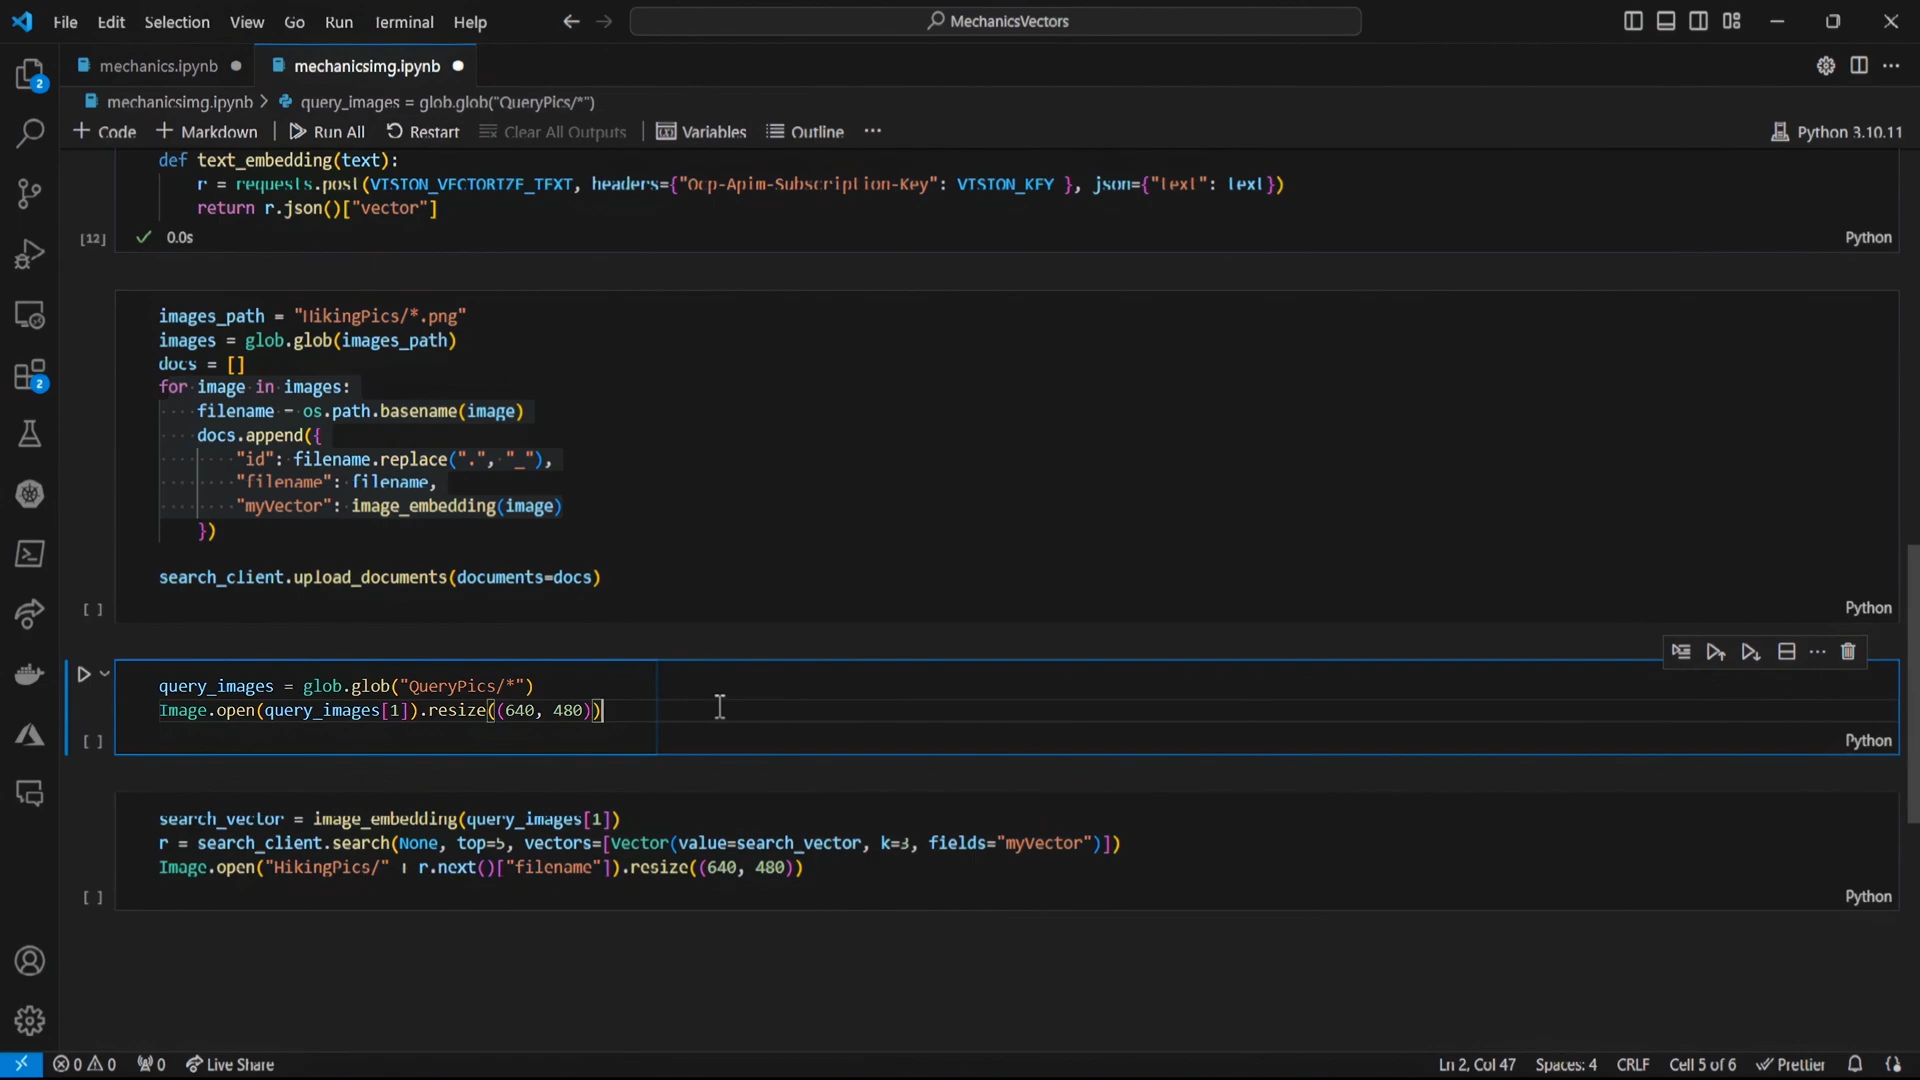 File Edit Selection View Go Run Terminal Help
MechanicsVectors
mechanics.ipynb
mechanicsimg.ipynb
mechanicsimg.ipynb > query_images = glob.glob("QueryPics/*")
+ Code + Markdown Run All Restart Clear All Outputs Variables Outline ...
Python 3.10.11
def text_embedding(text):
r = requests.post(VISION_VECTORIZE_TEXT, headers={"Ocp-Apim-Subscription-Key": VISION_KEY }, json={"text": text})
return r.json()["vector"]
[12] 0.0s
Python
images_path = "HikingPics/*.png"
images = glob.glob(images_path)
docs = []
for image in images:
filename = os.path.basename(image)
docs.append({
"id": filename.replace(".", "_"),
"filename": filename,
"myVector": image_embedding(image)
})
search_client.upload_documents(documents=docs)
[ ]
Python
query_images = glob.glob("QueryPics/*")
Image.open(query_images[1]).resize((640, 480))
[ ]
Python
search_vector = image_embedding(query_images[1])
r = search_client.search(None, top=5, vectors=[Vector(value=search_vector, k=3, fields="myVector")])
Image.open("HikingPics/" + r.next()["filename"]).resize((640, 480))
[ ]
Python
2
2
0 0 0 Live Share
Ln 2, Col 47 Spaces: 4 CRLF Cell 5 of 6 Prettier